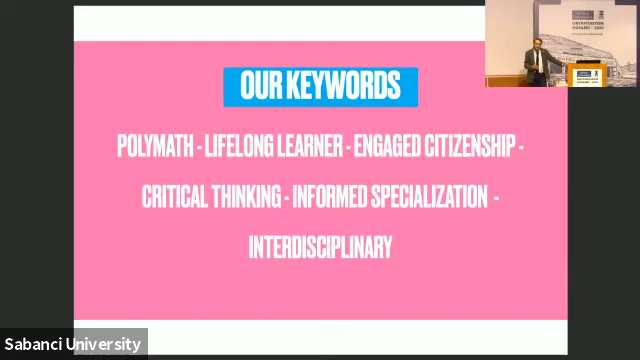 OUR KEYWORDS
POLYMATH - LIFELONG LEARNER - ENGAGED CITIZENSHIP -
CRITICAL THINKING - INFORMED SPECIALIZATION -
INTERDISCIPLINARY
Sabanci University